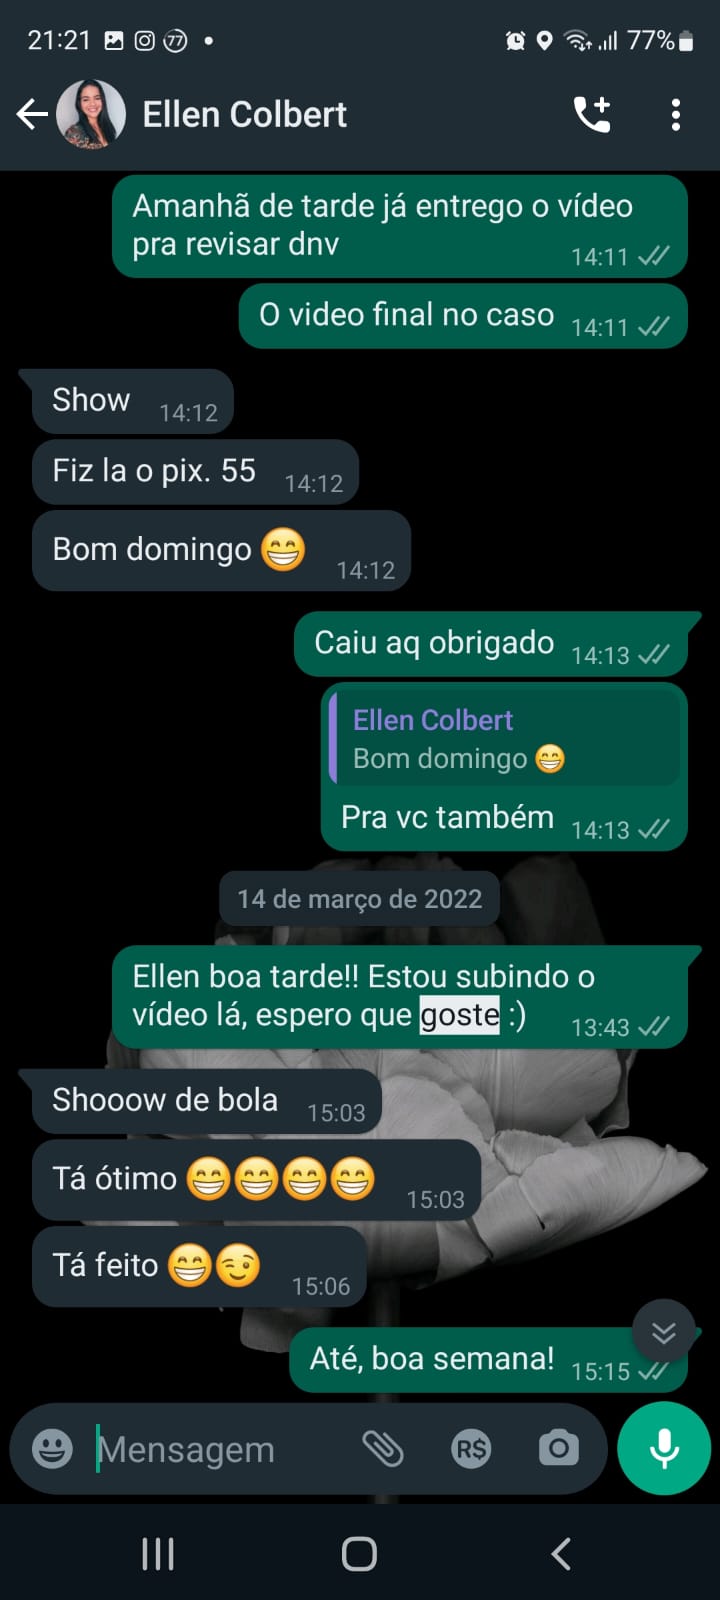 21:21 77 77%
Ellen Colbert
Amanhã de tarde já entrego o vídeo
pra revisar dnv 14:11
O video final no caso 14:11
Show 14:12
Fiz la o pix. 55 14:12
Bom domingo 😁 14:12
Caiu aq obrigado 14:13
Ellen Colbert
Bom domingo 😁
Pra vc também 14:13
14 de março de 2022
Ellen boa tarde!! Estou subindo o
vídeo lá, espero que goste :) 13:43
Shooow de bola 15:03
Tá ótimo 😁😁😁😁 15:03
Tá feito 😁😉 15:06
Até, boa semana! 15:15
Mensagem R$